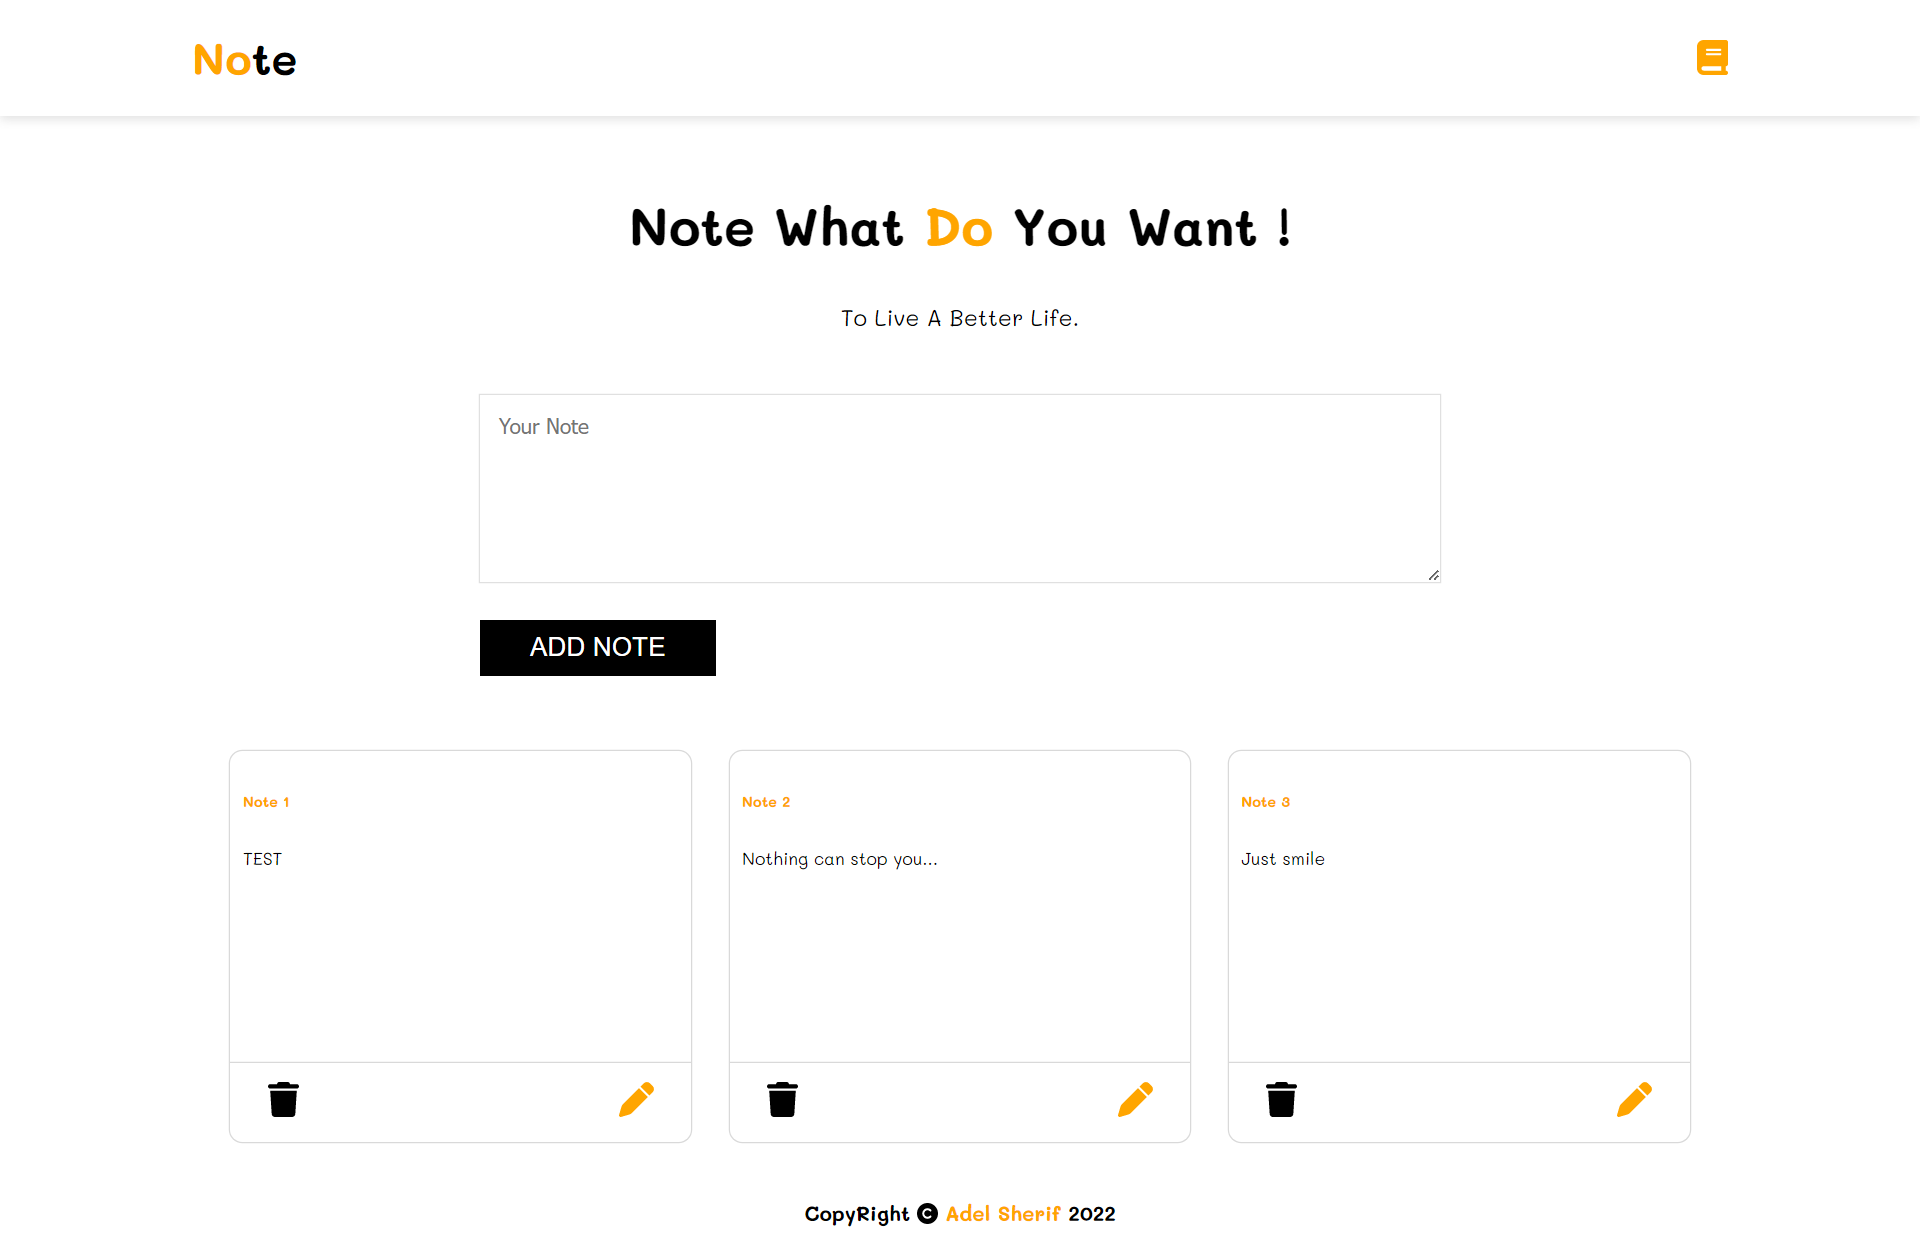 Note
Note What Do You Want !
To Live A Better Life.
Your Note
ADD NOTE
Note 1
TEST
Note 2
Nothing can stop you...
Note 3
Just smile
CopyRight © Adel Sherif 2022